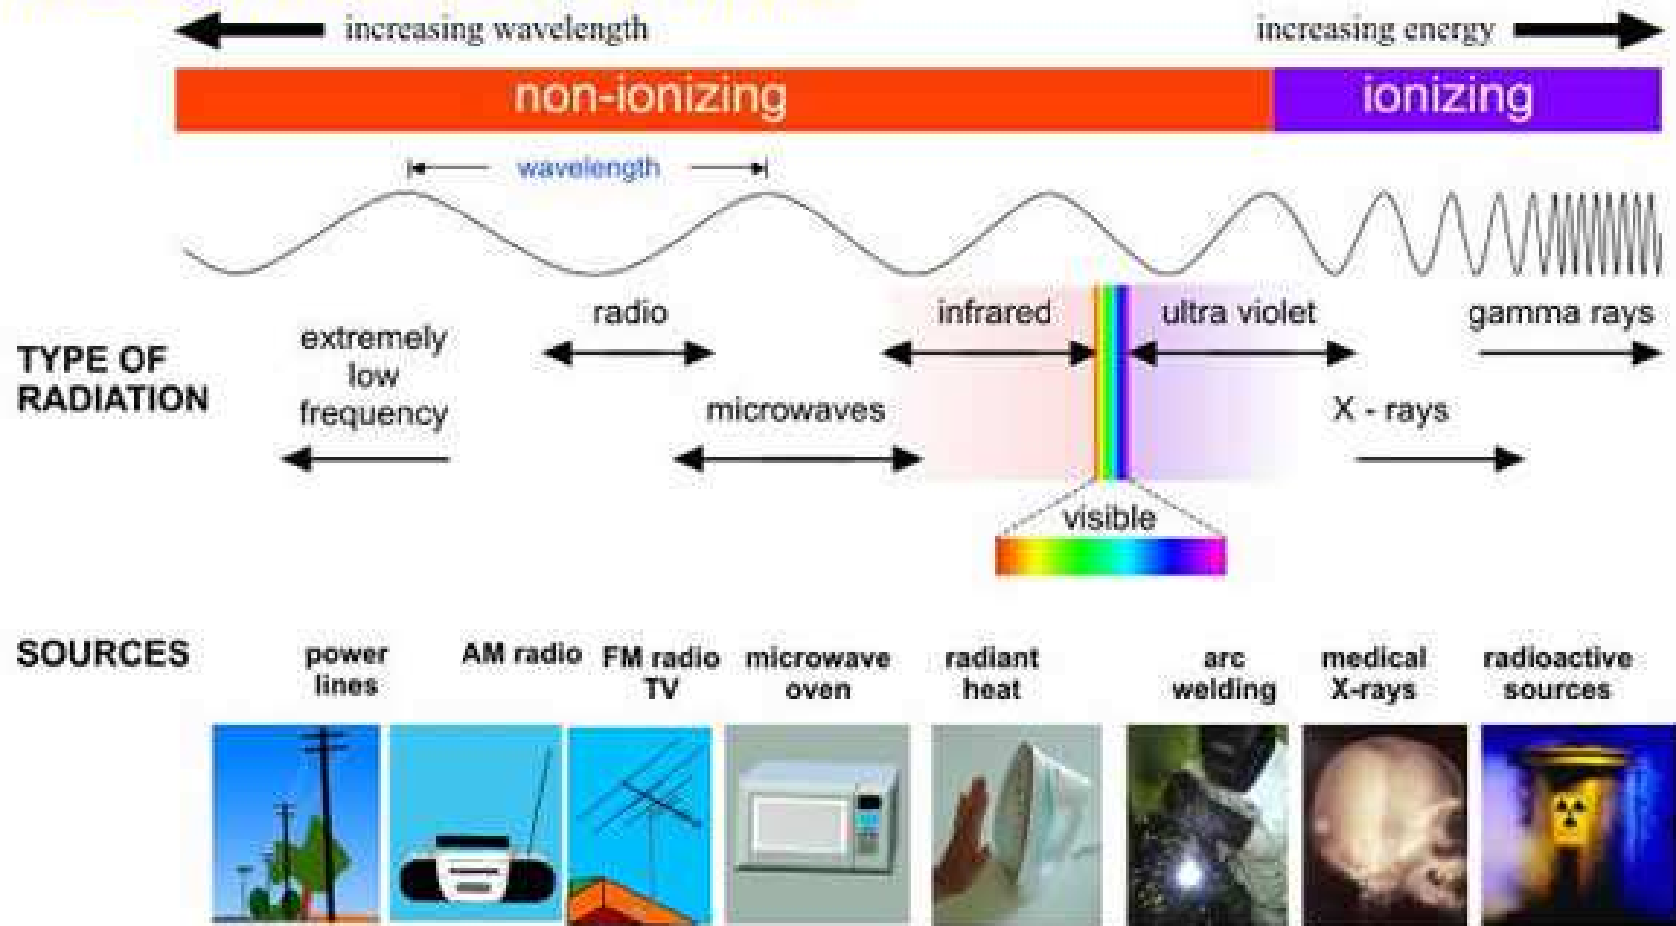 increasing wavelength
increasing energy
non-ionizing
ionizing
wavelength
TYPE OF
RADIATION
extremely
low
frequency
radio
microwaves
infrared
visible
ultra violet
X - rays
gamma rays
SOURCES
power
lines
AM radio
FM radio
TV
microwave
oven
radiant
heat
arc
welding
medical
X-rays
radioactive
sources